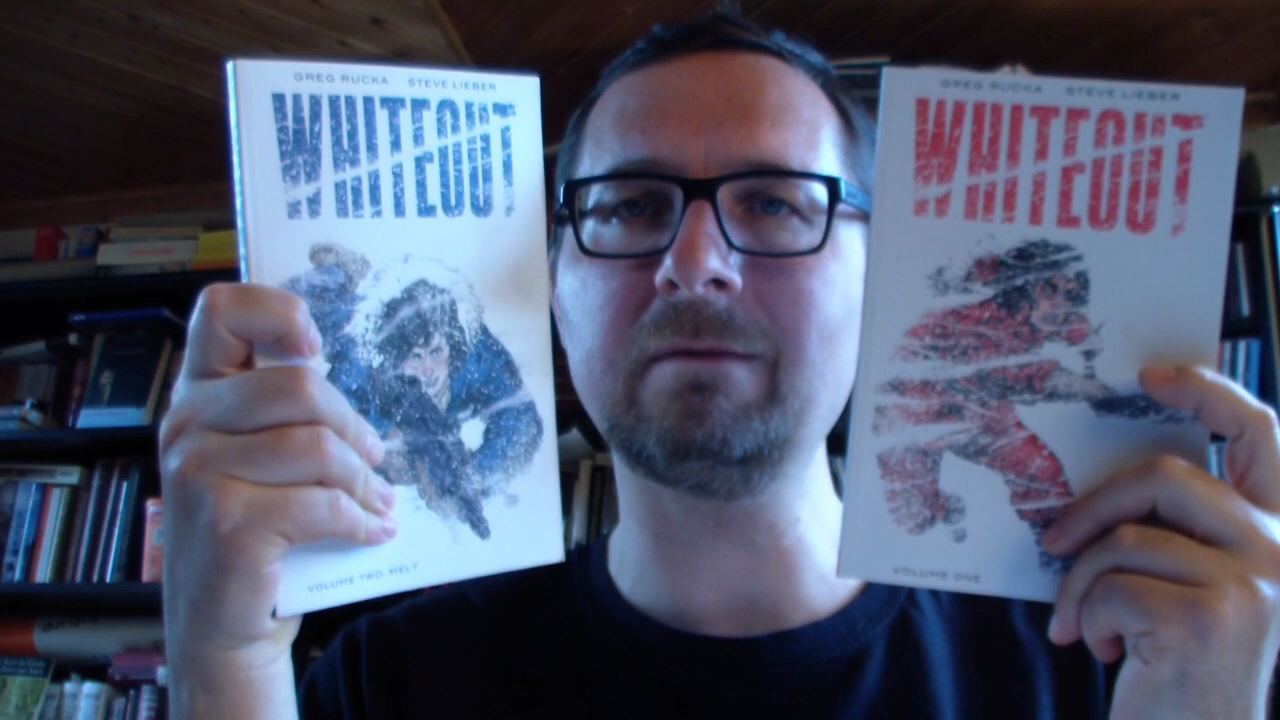 GREG RUCKA STEVE LIEBER
WHITEOUT
VOLUME TWO: MELT
GREG RUCKA STEVE LIEBER
WHITEOUT
VOLUME ONE